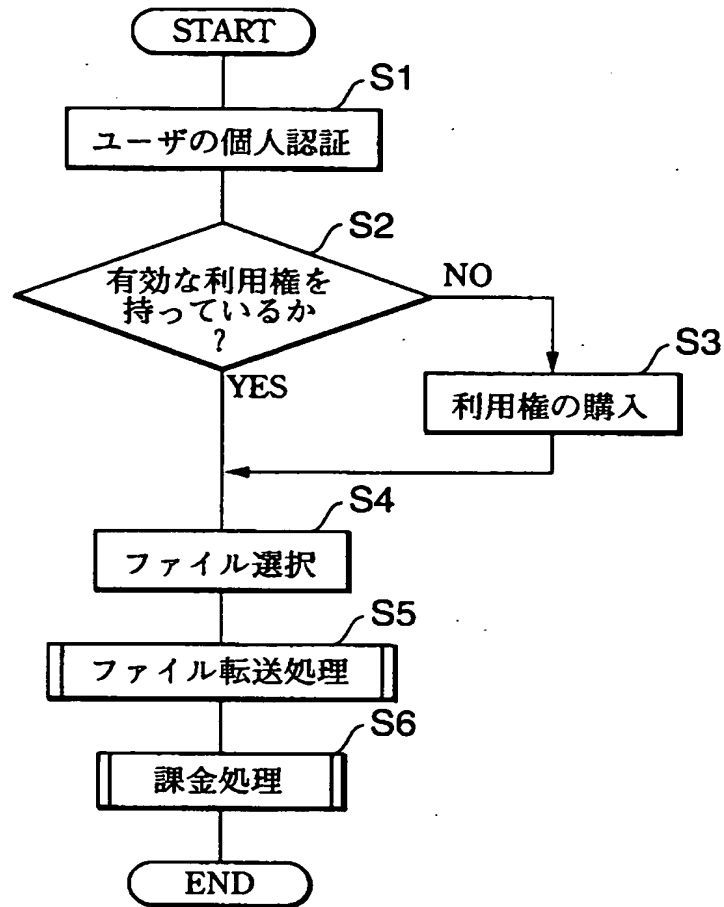 START
S1
ユーザの個人認証
S2
有効な利用権を
持っているか
?
NO
YES
S3
利用権の購入
S4
ファイル選択
S5
ファイル転送処理
S6
課金処理
END